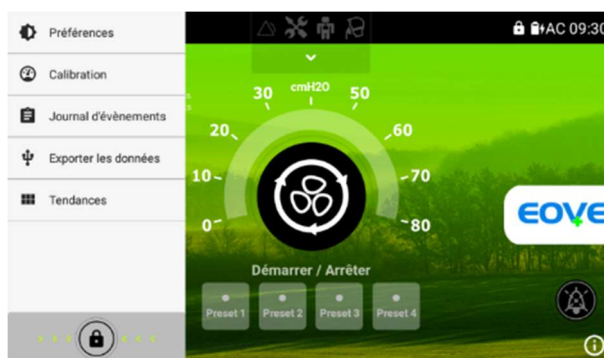 Préférences
Calibration
Journal d'évènements
Exporter les données
Tendances
AC 09:30
cmH2O
0
10
20
30
50
60
70
80
Démarrer / Arrêter
Preset 1 Preset 2 Preset 3 Preset 4
EOVE